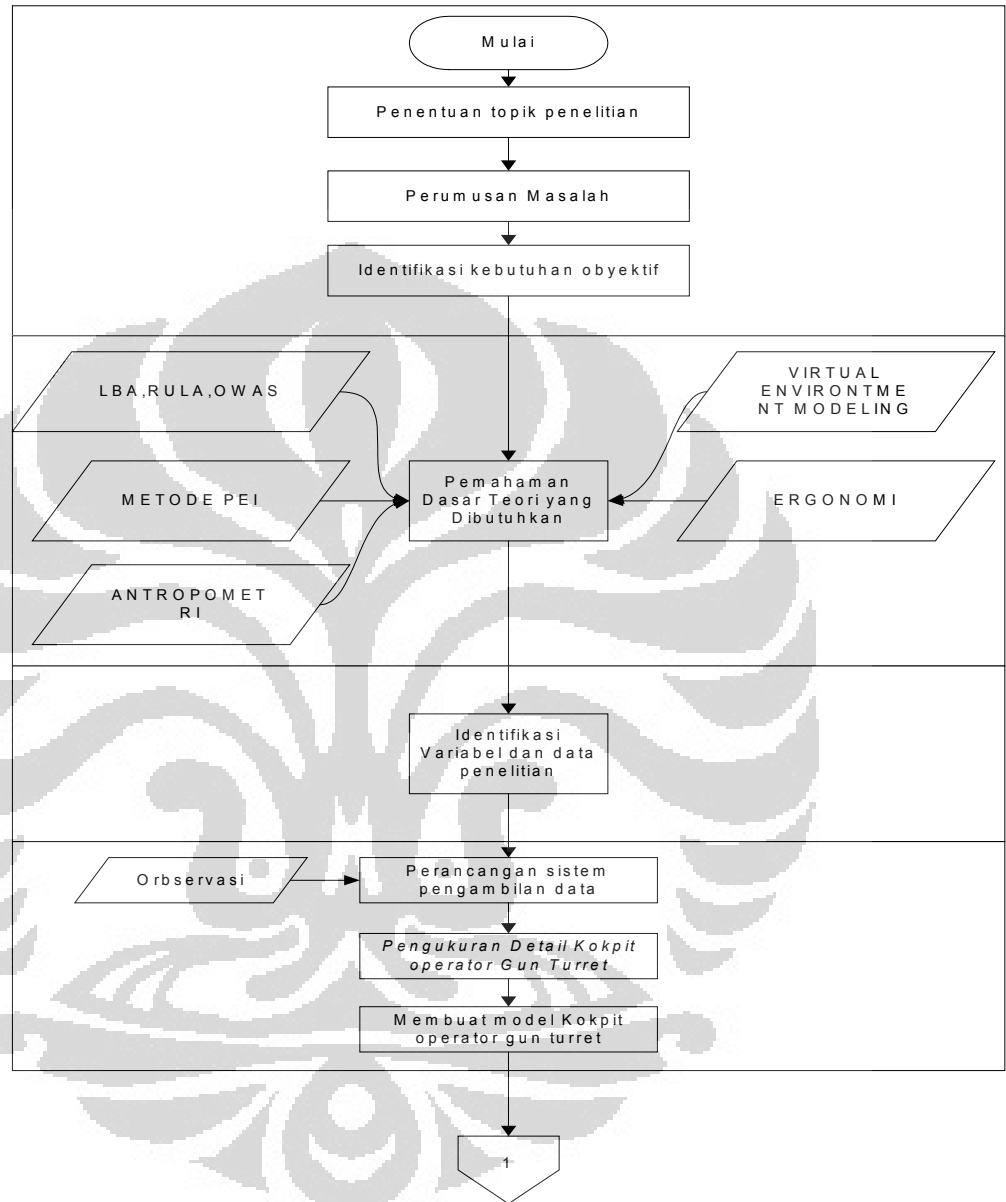 Mulai
Penentuan topik penelitian
Perumusan Masalah
Identifikasi kebutuhan obyektif
LBA,RULA,OWAS
VIRTUAL
ENVIRONTME
NT MODELING
METODE PEI
Pemahaman
Dasar Teori yang
Dibutuhkan
ERGONOMI
ANTROPOMET
RI
Identifikasi
Variabel dan data
penelitian
Orbservasi
Perancangan sistem
pengambilan data
Pengukuran Detail Kokpit
operator Gun Turret
Membuat model Kokpit
operator gun turret
1